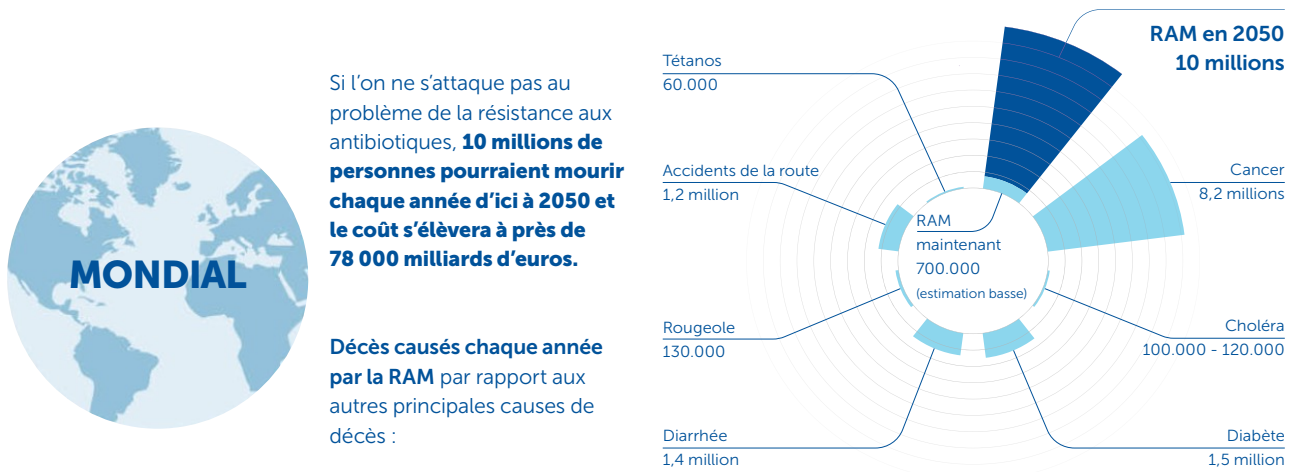 MONDIAL
Si l’on ne s’attaque pas au
problème de la résistance aux
antibiotiques, 10 millions de
personnes pourraient mourir
chaque année d’ici à 2050 et
le coût s’élèvera à près de
78 000 milliards d’euros.
Décès causés chaque année
par la RAM par rapport aux
autres principales causes de
décès :
RAM en 2050
10 millions
Tétanos
60.000
Accidents de la route
1,2 million
Cancer
8,2 millions
RAM
maintenant
700.000
(estimation basse)
Rougeole
130.000
Choléra
100.000 - 120.000
Diarrhée
1,4 million
Diabète
1,5 million